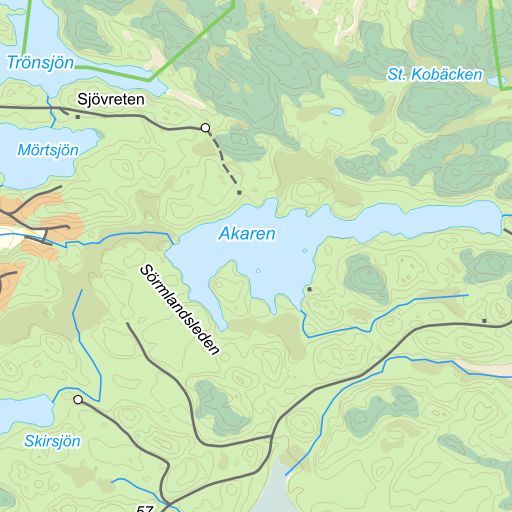 Trönsjön
St. Kobäcken
Sjövreten
Mörtsjön
Akaren
Sörmlandsleden
Skirsjön
57